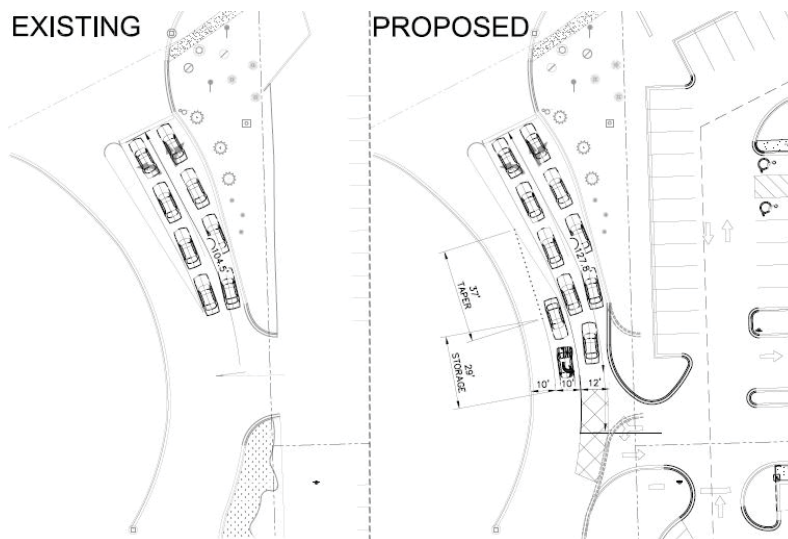 EXISTING
PROPOSED
104.5'
127.8'
37'
TAPER
29'
STORAGE
10' 10' 12'